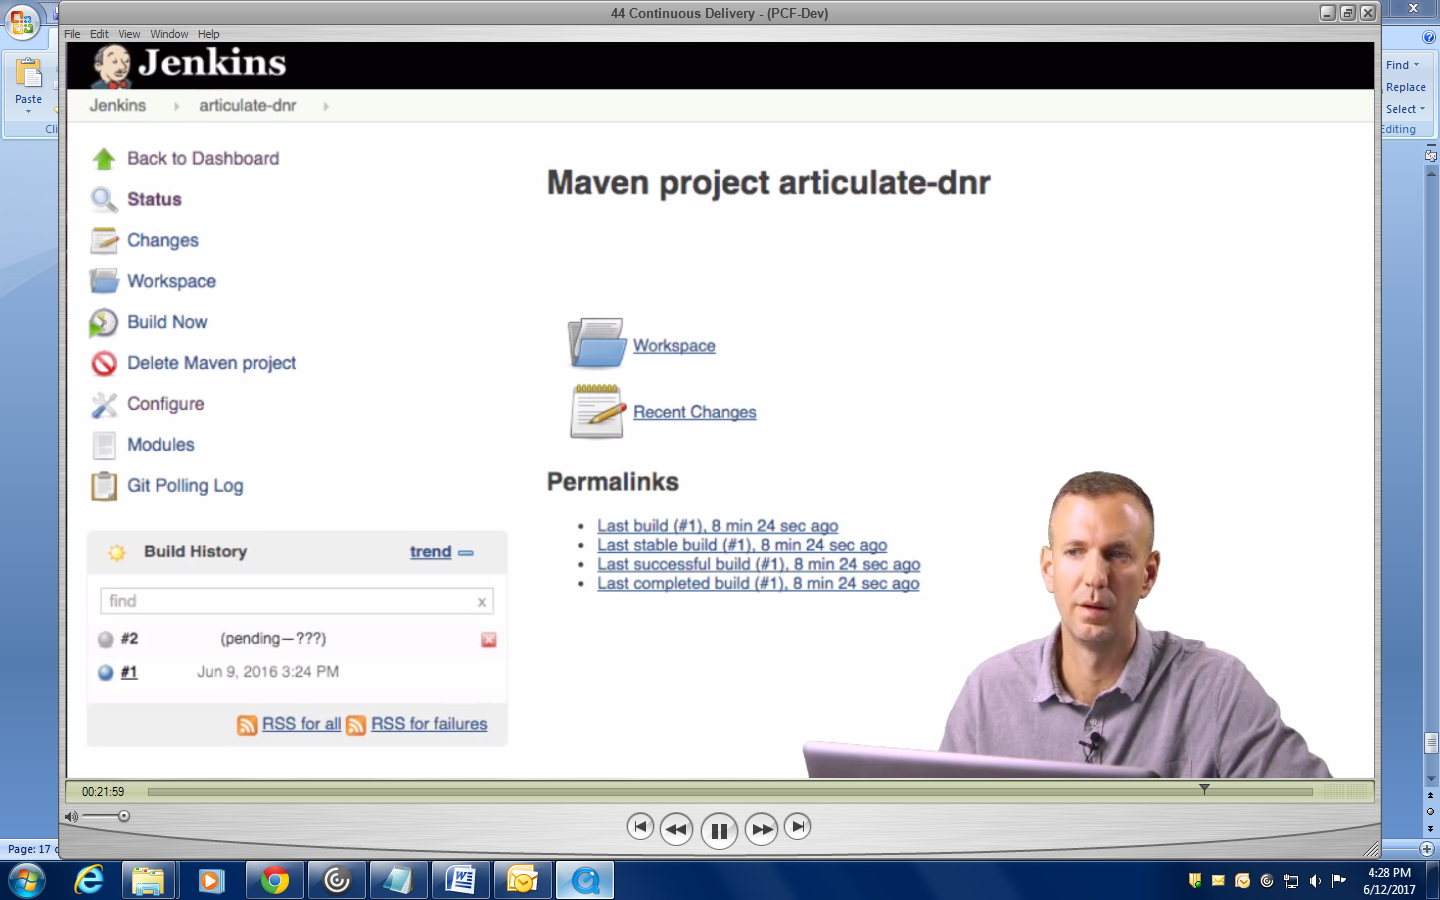 44 Continuous Delivery - (PCF-Dev)
File Edit View Window Help
Jenkins
Jenkins articulate-dnr
Back to Dashboard
Status
Changes
Workspace
Build Now
Delete Maven project
Configure
Modules
Git Polling Log
Build History trend
find x
#2 (pending—???)
#1 Jun 9, 2016 3:24 PM
RSS for all RSS for failures
Maven project articulate-dnr
Workspace
Recent Changes
Permalinks
Last build (#1), 8 min 24 sec ago
Last stable build (#1), 8 min 24 sec ago
Last successful build (#1), 8 min 24 sec ago
Last completed build (#1), 8 min 24 sec ago
00:21:59
Paste
Find
Replace
Select
Editing
Page: 17
4:28 PM
6/12/2017